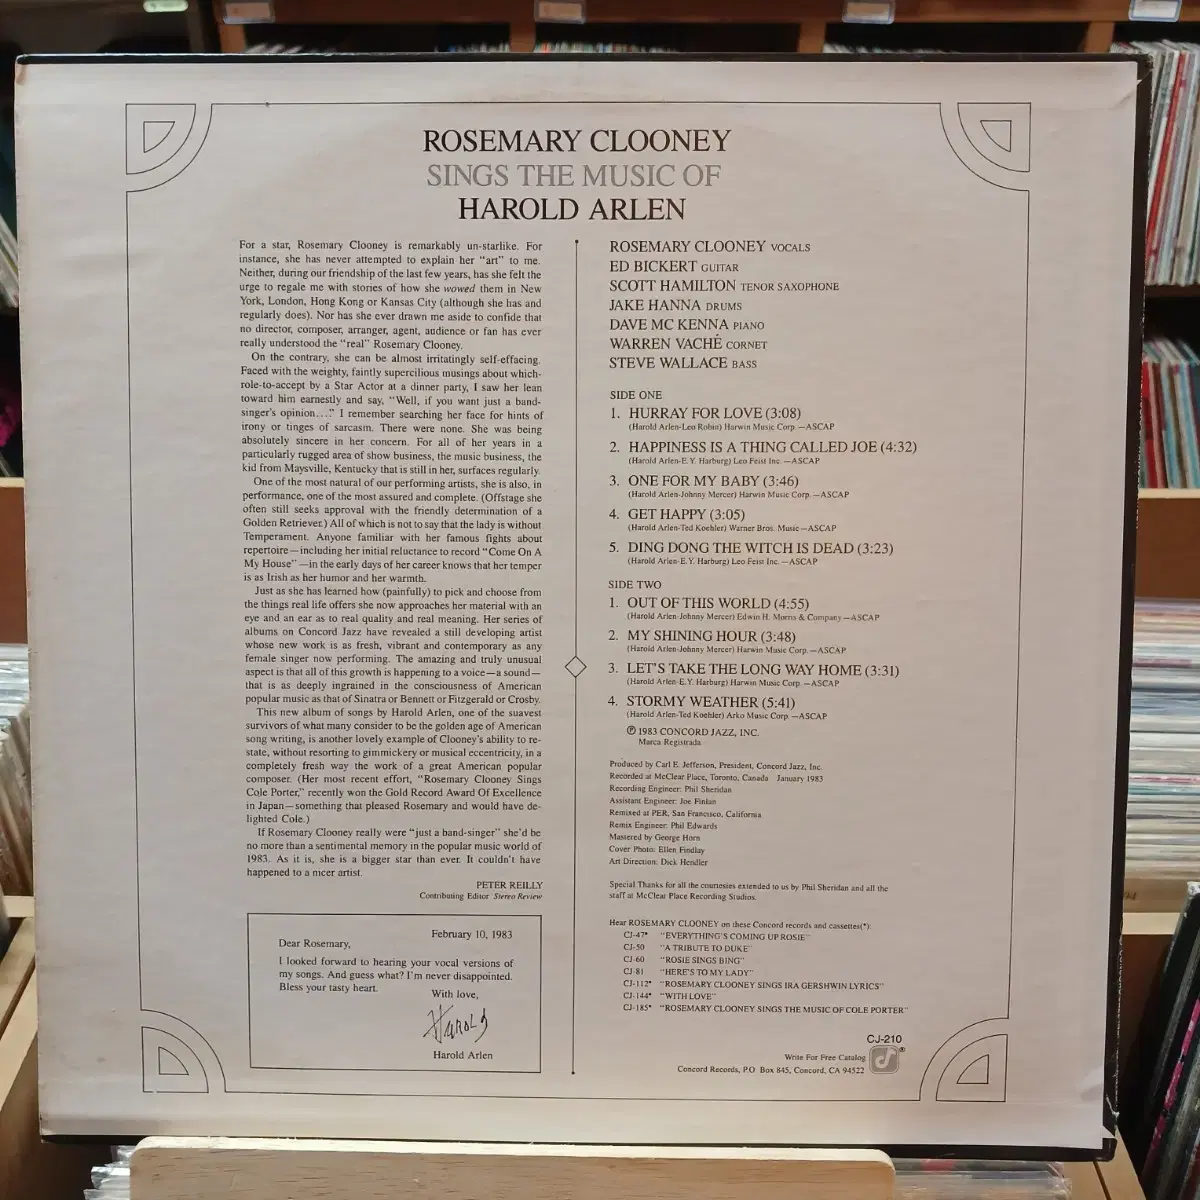 ROSEMARY CLOONEY
SINGS THE MUSIC OF
HAROLD ARLEN
For a star, Rosemary Clooney is remarkably un-starlike. For
instance, she has never attempted to explain her "art" to me.
Neither, during our friendship of the last few years, has she felt the
urge to regale me with stories of how she wowed them in New
York, London, Hong Kong or Kansas City (although she has and
regularly does). Nor has she ever drawn me aside to confide that
no director, composer, arranger, agent, audience or fan has ever
really understood the "real" Rosemary Clooney.
On the contrary, she can be almost irritatingly self-effacing.
Faced with the weighty, faintly supercilious musings about which-
role-to-accept by a Star Actor at a dinner party, I saw her lean
toward him earnestly and say, "Well, if you want just a band-
singer's opinion...." I remember searching her face for hints of
irony or tinges of sarcasm. There were none. She was being
absolutely sincere in her concern. For all of her years in a
particularly rugged area of show business, the music business, the
kid from Maysville, Kentucky that is still in her, surfaces regularly.
One of the most natural of our performing artists, she is also, in
performance, one of the most assured and complete. (Offstage she
often still seeks approval with the friendly determination of a
Golden Retriever.) All of which is not to say that the lady is without
Temperament. Anyone familiar with her famous fights about
repertoire—including her initial reluctance to record "Come On A
My House"—in the early days of her career knows that her temper
is as Irish as her humor and her warmth.
Just as she has learned how (painfully) to pick and choose from
the things real life offers she now approaches her material with an
eye and an ear as to real quality and real meaning. Her series of
albums on Concord Jazz have revealed a still developing artist
whose new work is as fresh, vibrant and contemporary as any
female singer now performing. The amazing and truly unusual
aspect is that all of this growth is happening to a voice—a sound—
that is as deeply ingrained in the consciousness of American
popular music as that of Sinatra or Bennett or Fitzgerald or Crosby.
This new album of songs by Harold Arlen, one of the suavest
survivors of what many consider to be the golden age of American
song writing, is another lovely example of Clooney's ability to re-
state, without resorting to gimmickery or musical eccentricity, in a
completely fresh way the work of a great American popular
composer. (Her most recent effort, "Rosemary Clooney Sings
Cole Porter," recently won the Gold Record Award Of Excellence
in Japan—something that pleased Rosemary and would have de-
lighted Cole.)
If Rosemary Clooney really were "just a band-singer" she'd be
no more than a sentimental memory in the popular music world of
1983. As it is, she is a bigger star than ever. It couldn't have
happened to a nicer artist.
PETER REILLY
Contributing Editor Stereo Review
February 10, 1983
Dear Rosemary,
I looked forward to hearing your vocal versions of
my songs. And guess what? I'm never disappointed.
Bless your tasty heart.
With love,
HAROLD
Harold Arlen
ROSEMARY CLOONEY VOCALS
ED BICKERT GUITAR
SCOTT HAMILTON TENOR SAXOPHONE
JAKE HANNA DRUMS
DAVE MC KENNA PIANO
WARREN VACHÉ CORNET
STEVE WALLACE BASS
SIDE ONE
1. HURRAY FOR LOVE (3:08)
(Harold Arlen-Leo Robin) Harwin Music Corp.—ASCAP
2. HAPPINESS IS A THING CALLED JOE (4:32)
(Harold Arlen-E.Y. Harburg) Leo Feist Inc.—ASCAP
3. ONE FOR MY BABY (3:46)
(Harold Arlen-Johnny Mercer) Harwin Music Corp.—ASCAP
4. GET HAPPY (3:05)
(Harold Arlen-Ted Koehler) Warner Bros. Music—ASCAP
5. DING DONG THE WITCH IS DEAD (3:23)
(Harold Arlen-E.Y. Harburg) Leo Feist Inc.—ASCAP
SIDE TWO
1. OUT OF THIS WORLD (4:55)
(Harold Arlen-Johnny Mercer) Edwin H. Morris & Company—ASCAP
2. MY SHINING HOUR (3:48)
(Harold Arlen-Johnny Mercer) Harwin Music Corp.—ASCAP
3. LET'S TAKE THE LONG WAY HOME (3:31)
(Harold Arlen-E.Y. Harburg) Harwin Music Corp.—ASCAP
4. STORMY WEATHER (5:41)
(Harold Arlen-Ted Koehler) Arko Music Corp.—ASCAP
℗ 1983 CONCORD JAZZ, INC.
Marca Registrada
Produced by Carl E. Jefferson, President, Concord Jazz, Inc.
Recorded at McClear Place, Toronto, Canada January 1983
Recording Engineer: Phil Sheridan
Assistant Engineer: Joe Finlan
Remixed at PER, San Francisco, California
Remix Engineer: Phil Edwards
Mastered by George Horn
Cover Photo: Ellen Findlay
Art Direction: Dick Hendler
Special Thanks for all the courtesies extended to us by Phil Sheridan and all the
staff at McClear Place Recording Studios.
Hear ROSEMARY CLOONEY on these Concord records and cassettes(*):
CJ-47* "EVERYTHING'S COMING UP ROSIE"
CJ-50 "A TRIBUTE TO DUKE"
CJ-60 "ROSIE SINGS BING"
CJ-81 "HERE'S TO MY LADY"
CJ-112* "ROSEMARY CLOONEY SINGS IRA GERSHWIN LYRICS"
CJ-144* "WITH LOVE"
CJ-185* "ROSEMARY CLOONEY SINGS THE MUSIC OF COLE PORTER"
CJ-210
Write For Free Catalog
Concord Records, P.O. Box 845, Concord, CA 94522